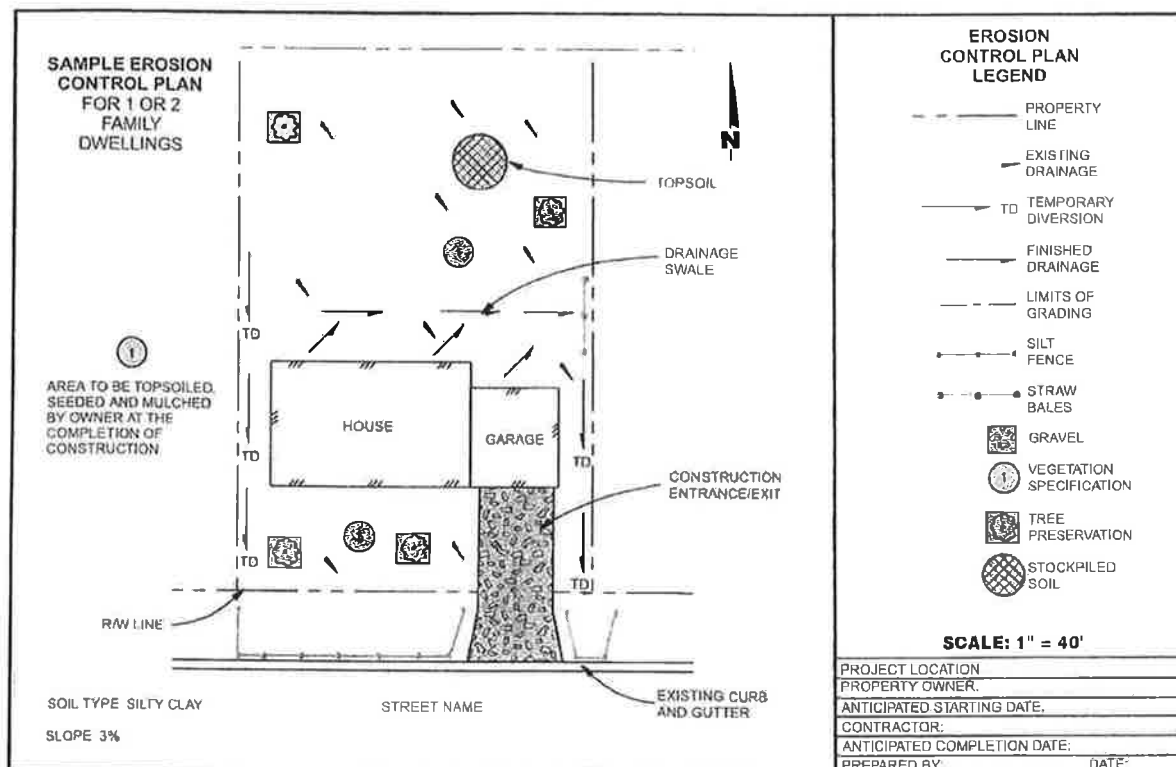 SAMPLE EROSION
CONTROL PLAN
FOR 1 OR 2
FAMILY
DWELLINGS
N
TOPSOIL
DRAINAGE
SWALE
TD
TD
TD
TD
TD
1
1
1
AREA TO BE TOPSOILED,
SEEDED AND MULCHED
BY OWNER AT THE
COMPLETION OF
CONSTRUCTION
HOUSE
GARAGE
CONSTRUCTION
ENTRANCE/EXIT
R/W LINE
EXISTING CURB
AND GUTTER
SOIL TYPE SILTY CLAY
STREET NAME
SLOPE 3%
EROSION
CONTROL PLAN
LEGEND
PROPERTY
LINE
EXISTING
DRAINAGE
TD TEMPORARY
DIVERSION
FINISHED
DRAINAGE
LIMITS OF
GRADING
SILT
FENCE
STRAW
BALES
GRAVEL
1 VEGETATION
SPECIFICATION
TREE
PRESERVATION
STOCKPILED
SOIL
SCALE: 1" = 40'
PROJECT LOCATION
PROPERTY OWNER.
ANTICIPATED STARTING DATE.
CONTRACTOR:
ANTICIPATED COMPLETION DATE:
PREPARED BY: DATE: